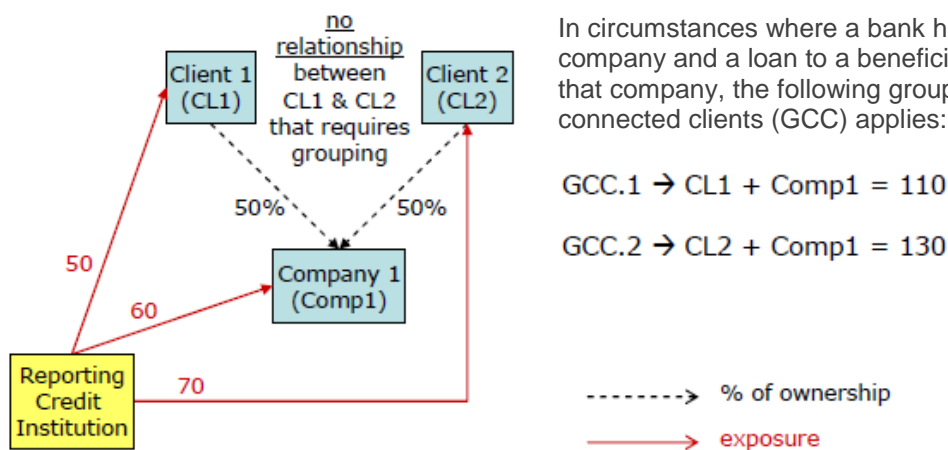 no
relationship
between
CL1 & CL2
that requires
grouping
Client 1
(CL1)
Client 2
(CL2)
50%
50%
Company 1
(Comp1)
50
60
70
Reporting
Credit
Institution
In circumstances where a bank h
company and a loan to a benefici
that company, the following group
connected clients (GCC) applies:
GCC.1 → CL1 + Comp1 = 110
GCC.2 → CL2 + Comp1 = 130
% of ownership
exposure